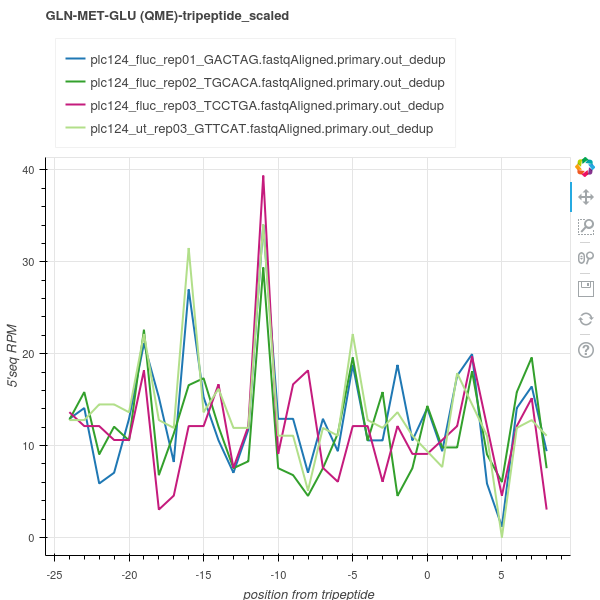 GLN-MET-GLU (QME)-tripeptide_scaled
plc124_fluc_rep01_GACTAG.fastqAligned.primary.out_dedup
plc124_fluc_rep02_TGCACA.fastqAligned.primary.out_dedup
plc124_fluc_rep03_TCCTGA.fastqAligned.primary.out_dedup
plc124_ut_rep03_GTTCAT.fastqAligned.primary.out_dedup
40
30
20
10
0
5'seq RPM
-25 -20 -15 -10 -5 0 5
position from tripeptide